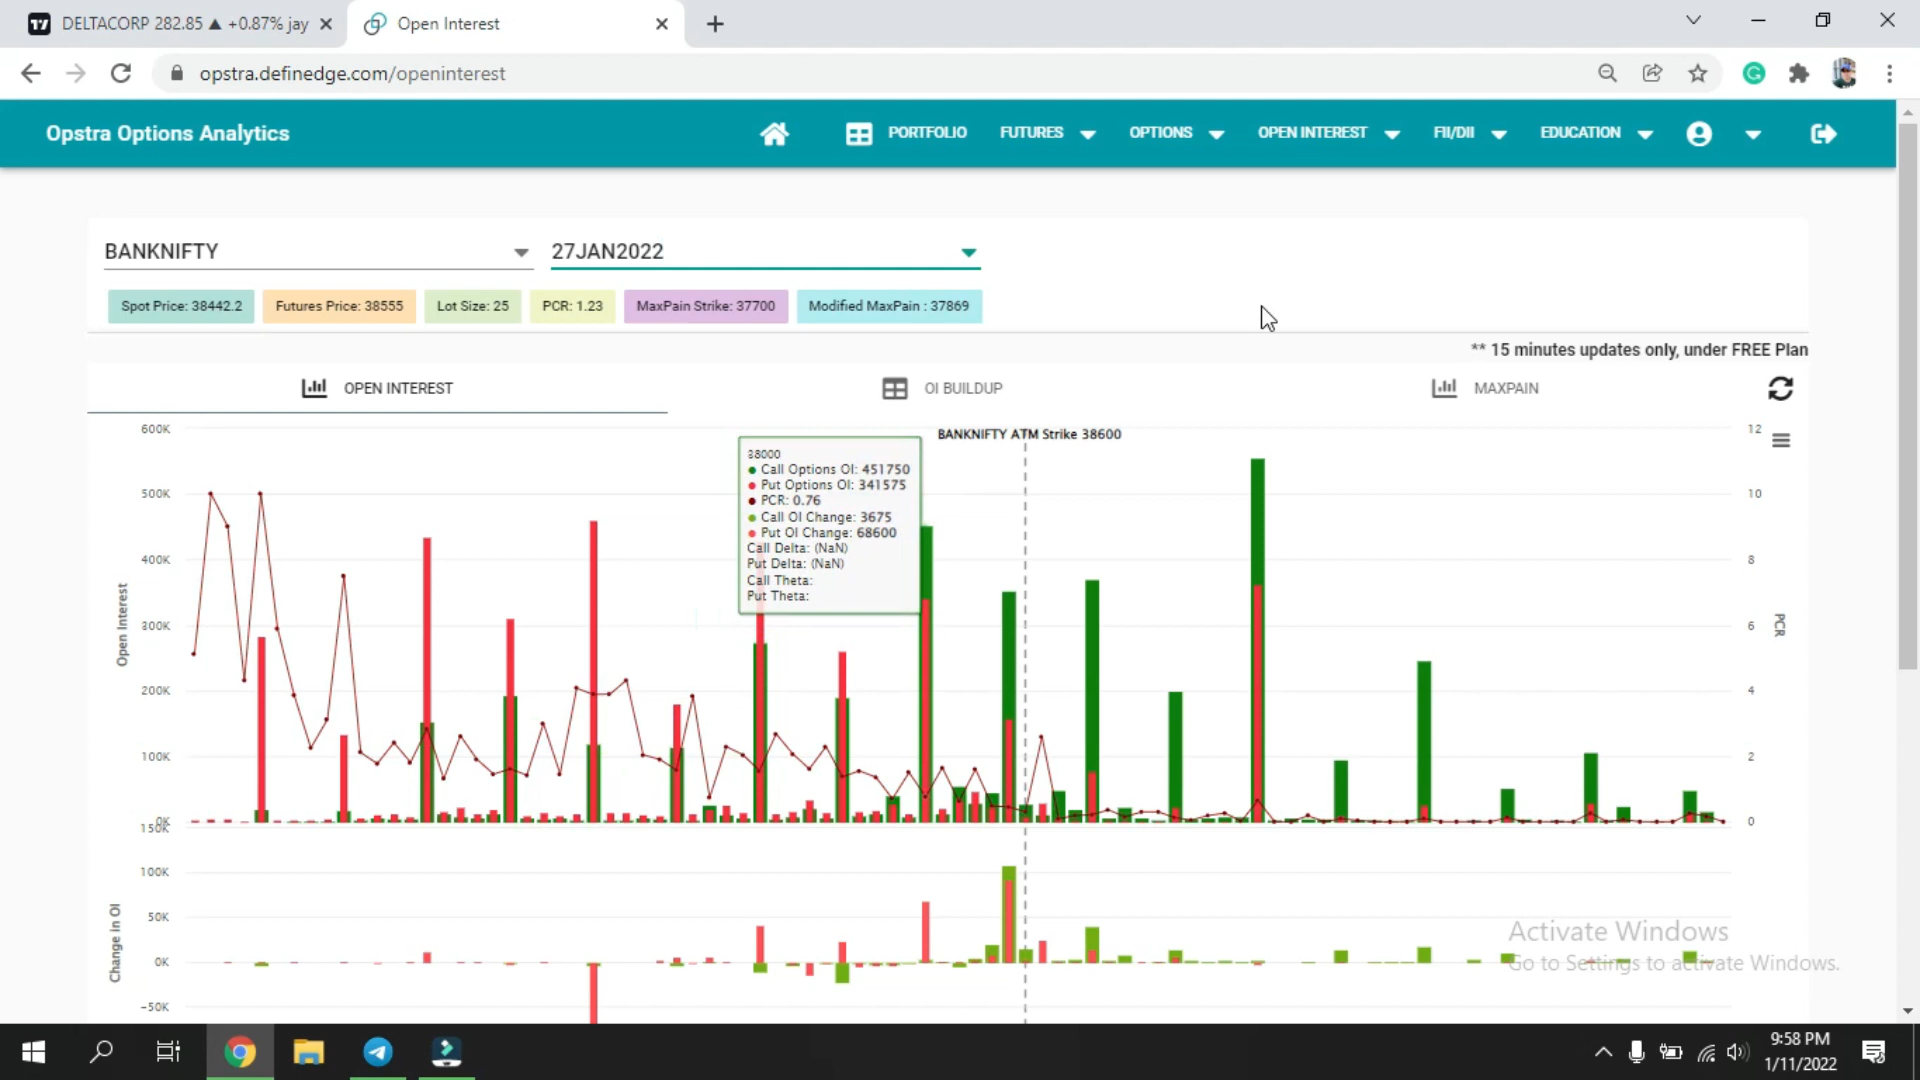 DELTACORP 282.85 ▲ +0.87% jay
Open Interest
opstra.definedge.com/openinterest
Opstra Options Analytics
PORTFOLIO
FUTURES
OPTIONS
OPEN INTEREST
FII/DII
EDUCATION
BANKNIFTY
27JAN2022
Spot Price: 38442.2
Futures Price: 38555
Lot Size: 25
PCR: 1.23
MaxPain Strike: 37700
Modified MaxPain : 37869
** 15 minutes updates only, under FREE Plan
OPEN INTEREST
OI BUILDUP
MAXPAIN
BANKNIFTY ATM Strike 38600
600K
500K
400K
300K
200K
100K
0K
Open Interest
12
10
8
6
4
2
0
PCR
38000
Call Options OI: 451750
Put Options OI: 341575
PCR: 0.76
Call OI Change: 3675
Put OI Change: 68600
Call Delta: (NaN)
Put Delta: (NaN)
Call Theta:
Put Theta:
150K
100K
50K
0K
-50K
Change in OI
Activate Windows
Go to Settings to activate Windows.
9:58 PM
1/11/2022